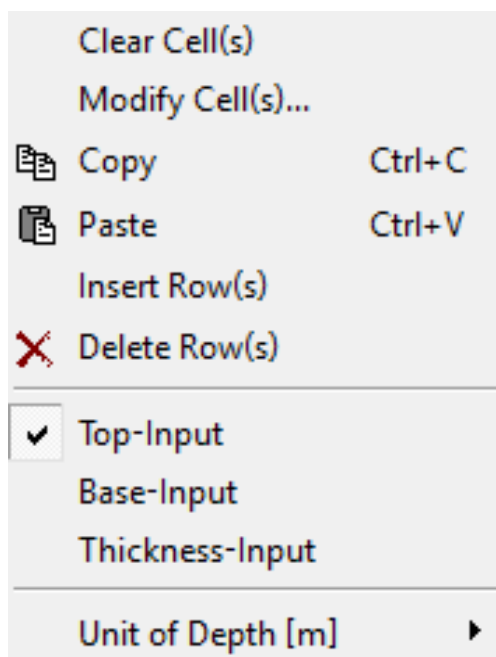 Clear Cell(s)
Modify Cell(s)...
Copy Ctrl+C
Paste Ctrl+V
Insert Row(s)
Delete Row(s)
Top-Input
Base-Input
Thickness-Input
Unit of Depth [m]